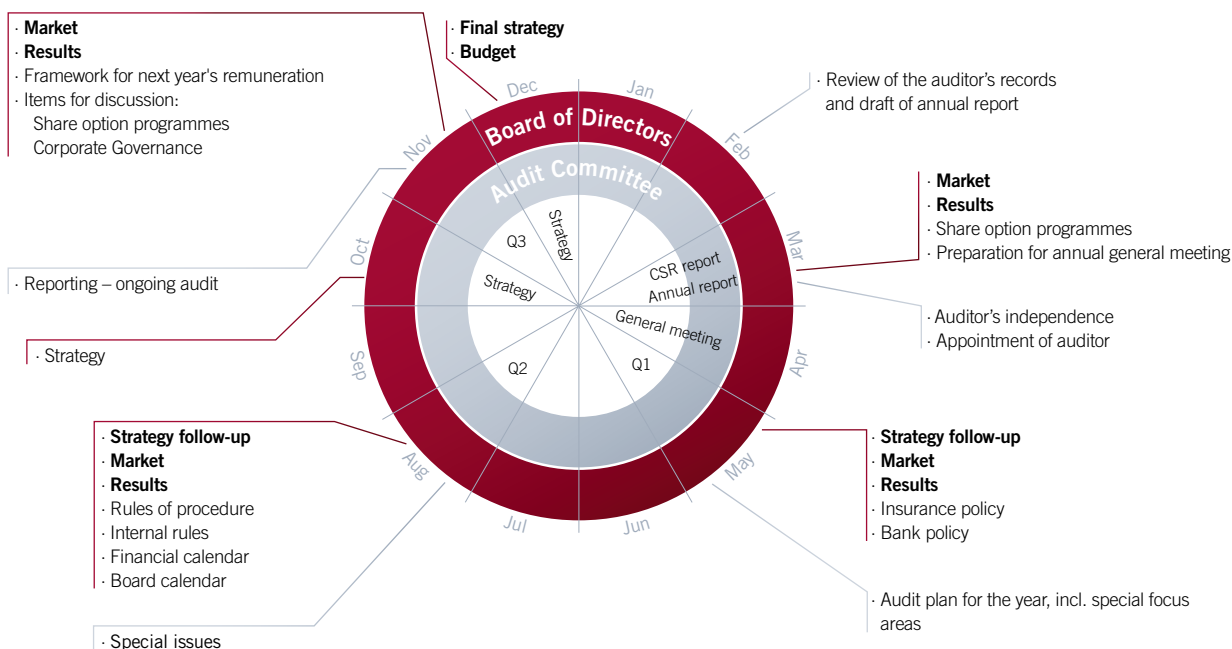 · Market
· Results
· Framework for next year's remuneration
· Items for discussion:
Share option programmes
Corporate Governance
· Final strategy
· Budget
· Review of the auditor's records
and draft of annual report
· Market
· Results
· Share option programmes
· Preparation for annual general meeting
· Auditor's independence
· Appointment of auditor
· Strategy follow-up
· Market
· Results
· Insurance policy
· Bank policy
· Audit plan for the year, incl. special focus
areas
· Reporting – ongoing audit
· Strategy
· Strategy follow-up
· Market
· Results
· Rules of procedure
· Internal rules
· Financial calendar
· Board calendar
· Special issues
Jan
Feb
Mar
Apr
May
Jun
Jul
Aug
Sep
Oct
Nov
Dec
Board of Directors
Audit Committee
CSR report
Annual report
General meeting
Q1
Q2
Strategy
Q3
Strategy